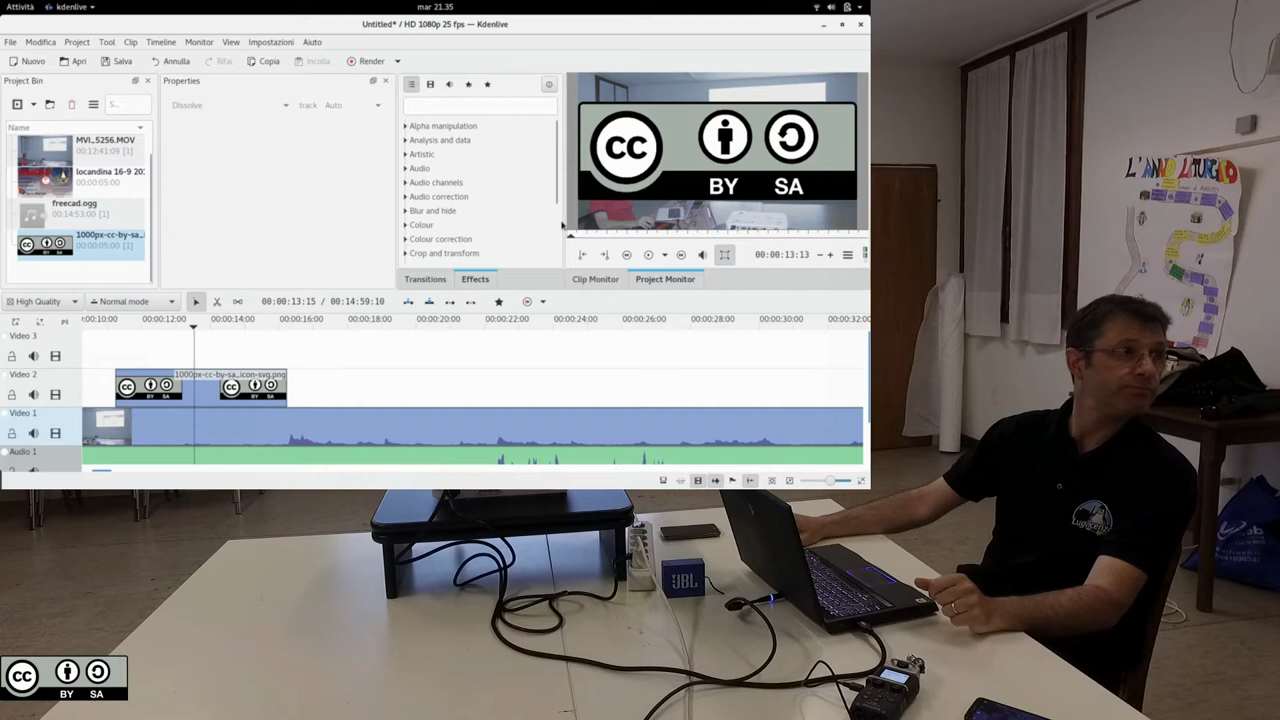 Attività
kdenlive
mar 21.35
Untitled* / HD 1080p 25 fps — Kdenlive
File Modifica Project Tool Clip Timeline Monitor View Impostazioni Aiuto
Nuovo Apri Salva Annulla Rifai Copia Incolla Render
Project Bin
Properties
S...
Dissolve track Auto
Name
MVI_5256.MOV
00:12:41:09 [1]
locandina 16-9 20
00:00:05:00
freecad.ogg
00:14:53:00 [1]
1000px-cc-by-sa...
00:00:05:00 [1]
Alpha manipulation
Analysis and data
Artistic
Audio
Audio channels
Audio correction
Blur and hide
Colour
Colour correction
Crop and transform
Transitions Effects
cc
BY SA
00:00:13:13
Clip Monitor Project Monitor
High Quality Normal mode 00:00:13:15 / 00:14:59:10
00:00:12:00 00:00:14:00 00:00:16:00 00:00:18:00 00:00:20:00 00:00:22:00 00:00:24:00 00:00:26:00 00:00:28:00 00:00:30:00 00:00:32:00
Video 3
Video 2
1000px-cc-by-sa...icon-svg.png
Video 1
Audio 1
L'ANNO LITURGICO
JBL
cc
BY SA